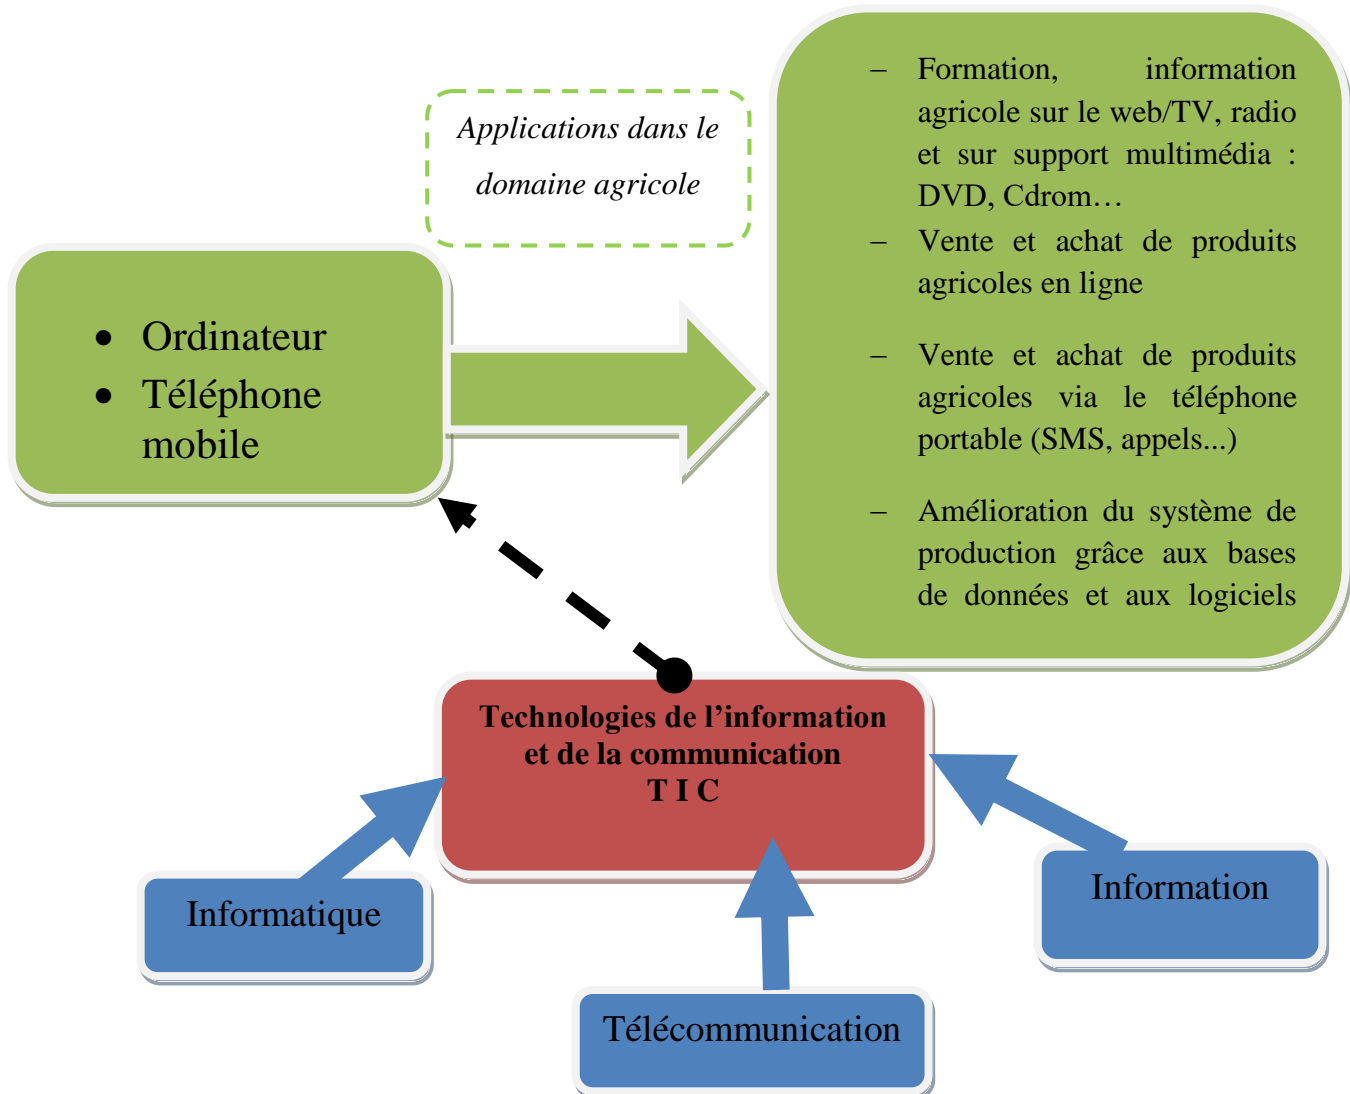 Applications dans le
domaine agricole
• Ordinateur
• Téléphone
mobile
– Formation, information
agricole sur le web/TV, radio
et sur support multimédia :
DVD, Cdrom…
– Vente et achat de produits
agricoles en ligne
– Vente et achat de produits
agricoles via le téléphone
portable (SMS, appels...)
– Amélioration du système de
production grâce aux bases
de données et aux logiciels
Technologies de l’information
et de la communication
T I C
Informatique
Télécommunication
Information